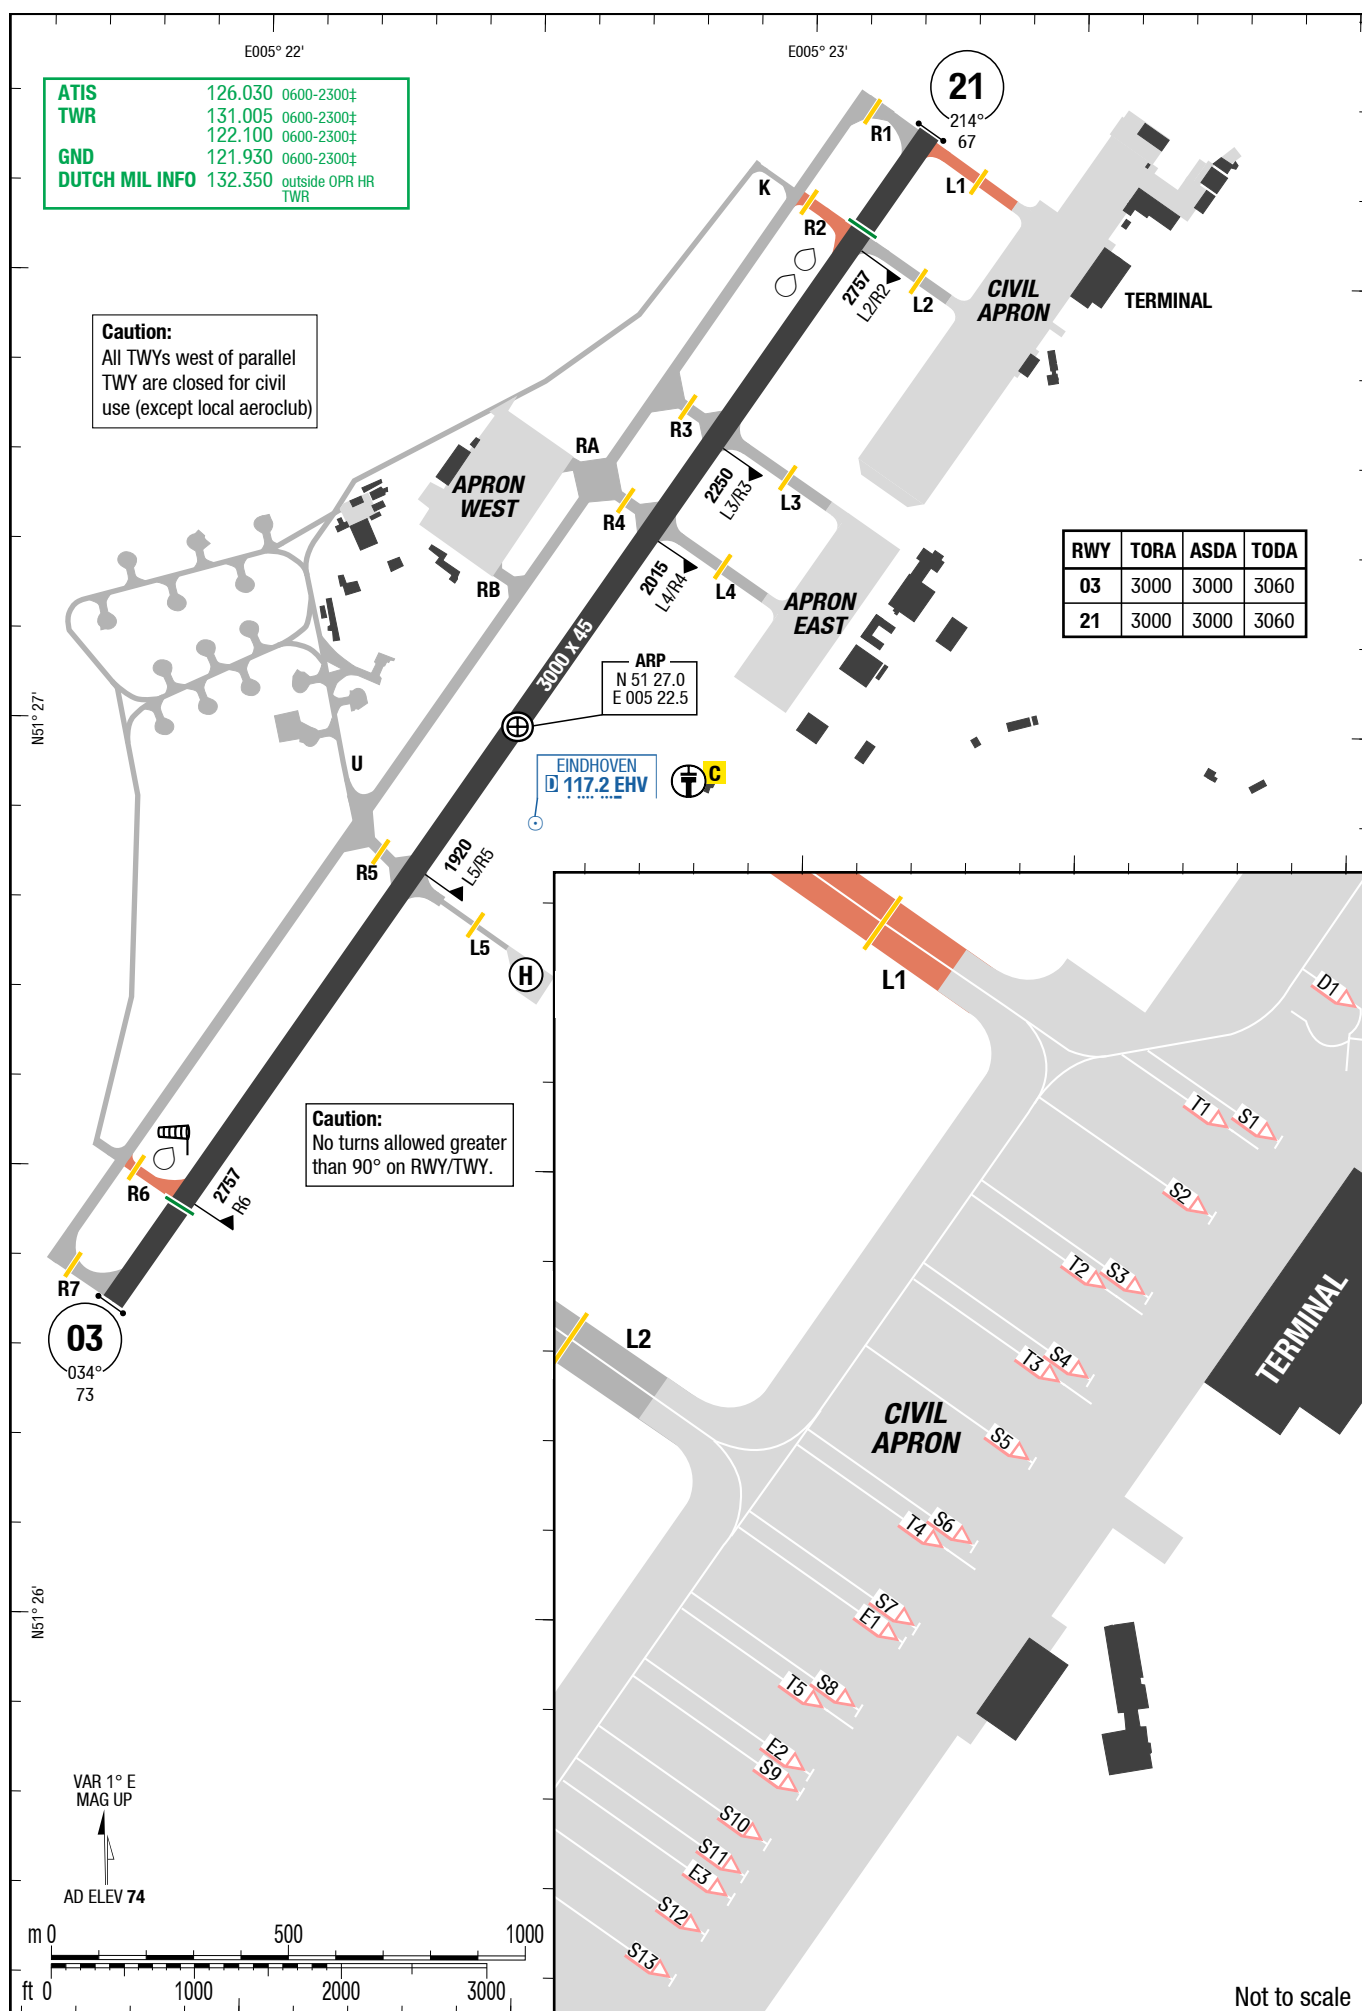 E005° 22'
E005° 23'
ATIS 126.030 0600-2300‡
TWR 131.005 0600-2300‡
122.100 0600-2300‡
GND 121.930 0600-2300‡
DUTCH MIL INFO 132.350 outside OPR HR
TWR
21
214°
67
R1
L1
K
R2
2757
L2/R2
L2
CIVIL
APRON
TERMINAL
Caution:
All TWYs west of parallel
TWY are closed for civil
use (except local aeroclub)
R3
RA
2250
L3/R3
L3
APRON
WEST
R4
2015
L4/R4
L4
RB
APRON
EAST
RWY TORA ASDA TODA
03 3000 3000 3060
21 3000 3000 3060
3000 x 45
ARP
N 51 27.0
E 005 22.5
N51° 27'
U
EINDHOVEN
D 117.2 EHV
C
R5
1920
L5/R5
L5
H
Caution:
No turns allowed greater
than 90° on RWY/TWY.
R6
2757
R6
R7
03
034°
73
N51° 26'
L1
D1
T1
S1
S2
T2
S3
L2
T3
S4
TERMINAL
CIVIL
APRON
S5
T4
S6
S7
E1
T5
S8
E2
S9
S10
S11
E3
S12
S13
VAR 1° E
MAG UP
AD ELEV 74
m 0 500 1000
ft 0 1000 2000 3000
Not to scale